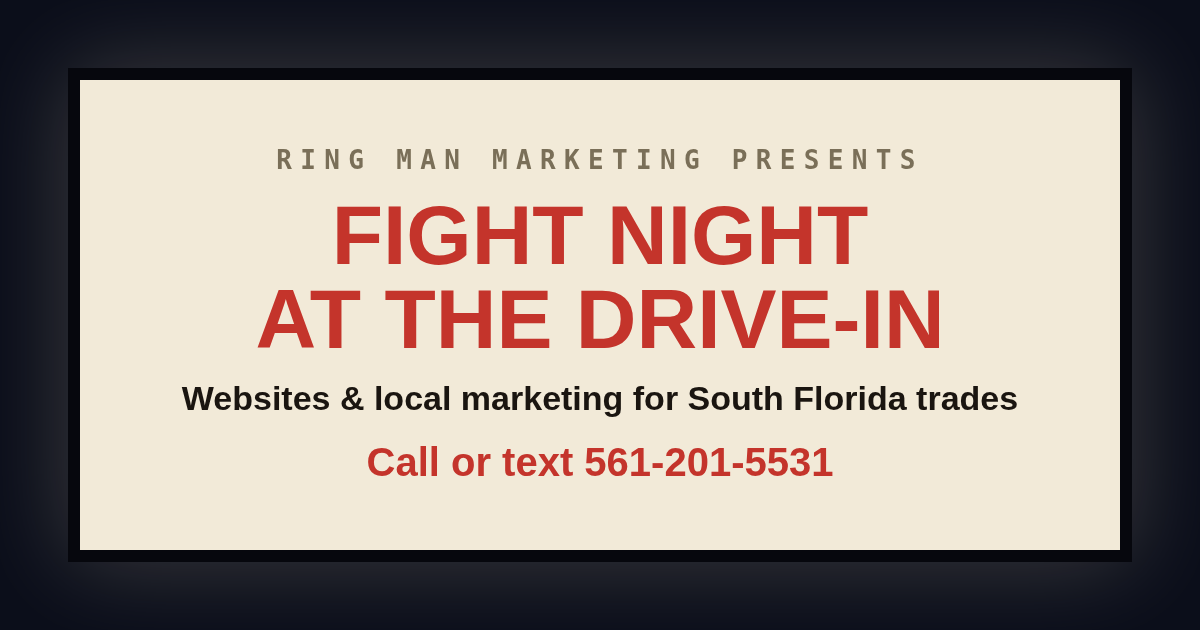 RING MAN MARKETING PRESENTS
FIGHT NIGHT
AT THE DRIVE-IN
Websites & local marketing for South Florida trades
Call or text 561-201-5531